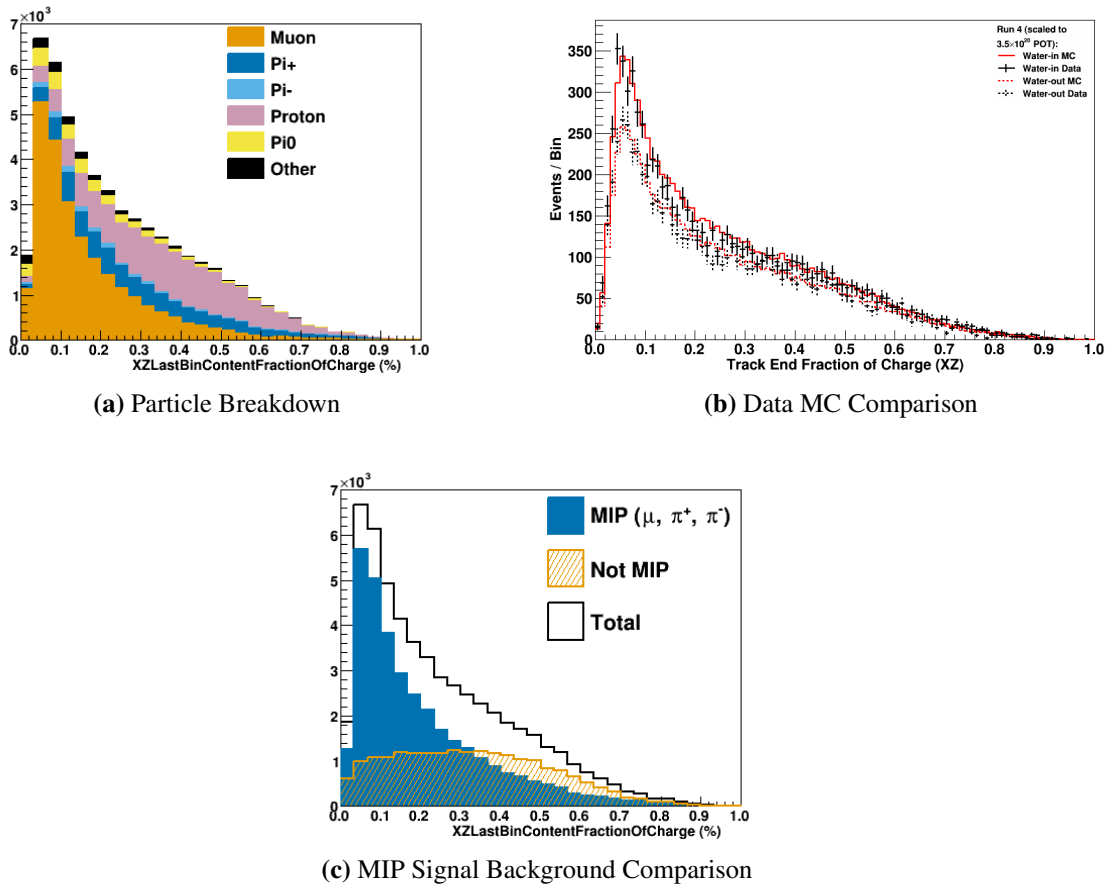 ×10³
7
6
5
4
3
2
1
0
0.0 0.1 0.2 0.3 0.4 0.5 0.6 0.7 0.8 0.9 1.0
XZLastBinContentFractionOfCharge (%)
Muon
Pi+
Pi-
Proton
Pi0
Other
(a) Particle Breakdown
Events / Bin
350
300
250
200
150
100
50
0
0.0 0.1 0.2 0.3 0.4 0.5 0.6 0.7 0.8 0.9 1.0
Track End Fraction of Charge (XZ)
Run 4 (scaled to
3.5×10²⁰ POT):
Water-in MC
Water-in Data
Water-out MC
Water-out Data
(b) Data MC Comparison
×10³
7
6
5
4
3
2
1
0
0.0 0.1 0.2 0.3 0.4 0.5 0.6 0.7 0.8 0.9 1.0
XZLastBinContentFractionOfCharge (%)
MIP (μ, π⁺, π⁻)
Not MIP
Total
(c) MIP Signal Background Comparison